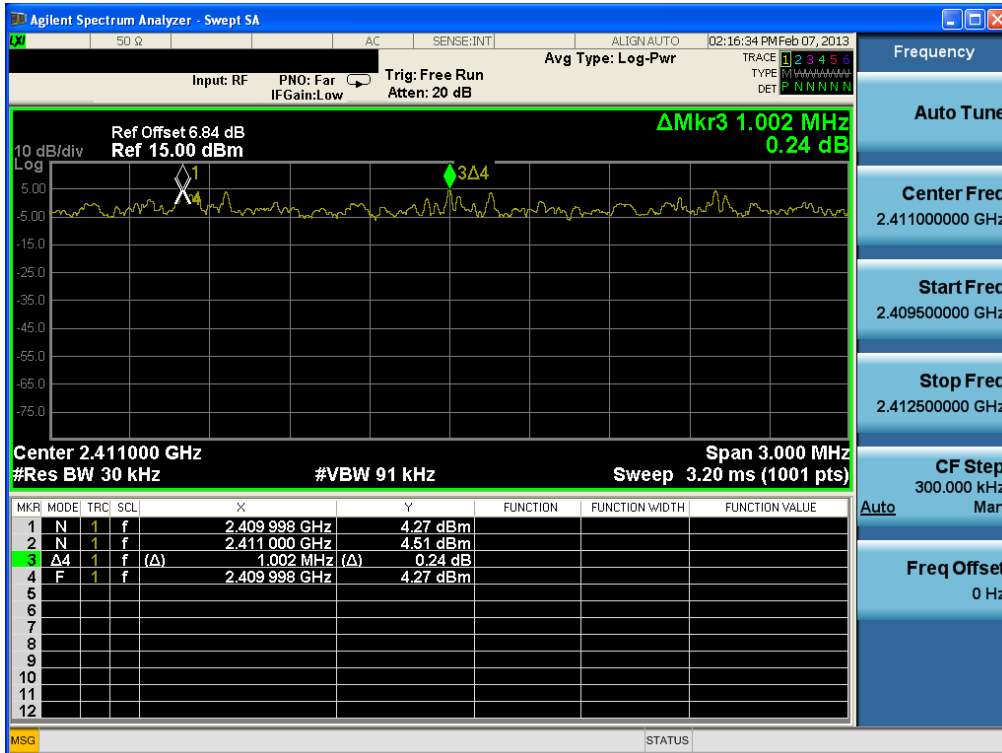 Agilent Spectrum Analyzer - Swept SA
LXI 50 Ω AC SENSE:INT ALIGN AUTO 02:16:34 PM Feb 07, 2013
Frequency
Avg Type: Log-Pwr
TRACE 1 2 3 4 5 6
Input: RF PNO: Far Trig: Free Run
TYPE M WWWWW
IFGain:Low Atten: 20 dB
DET P N N N N N
Auto Tune
ΔMkr3 1.002 MHz
0.24 dB
Ref Offset 6.84 dB
10 dB/div Ref 15.00 dBm
Log
1
3Δ4
4
5.00
-5.00
-15.0
-25.0
-35.0
-45.0
-55.0
-65.0
-75.0
Center 2.411000 GHz Span 3.000 MHz
#Res BW 30 kHz #VBW 91 kHz Sweep 3.20 ms (1001 pts)
MKR MODE TRC SCL X Y FUNCTION FUNCTION WIDTH FUNCTION VALUE
1 N 1 f 2.409 998 GHz 4.27 dBm
2 N 1 f 2.411 000 GHz 4.51 dBm
3 Δ4 1 f (Δ) 1.002 MHz (Δ) 0.24 dB
4 F 1 f 2.409 998 GHz 4.27 dBm
5
6
7
8
9
10
11
12
Center Freq
2.411000000 GHz
Start Freq
2.409500000 GHz
Stop Freq
2.412500000 GHz
CF Step
300.000 kHz
Auto Man
Freq Offset
0 Hz
MSG STATUS